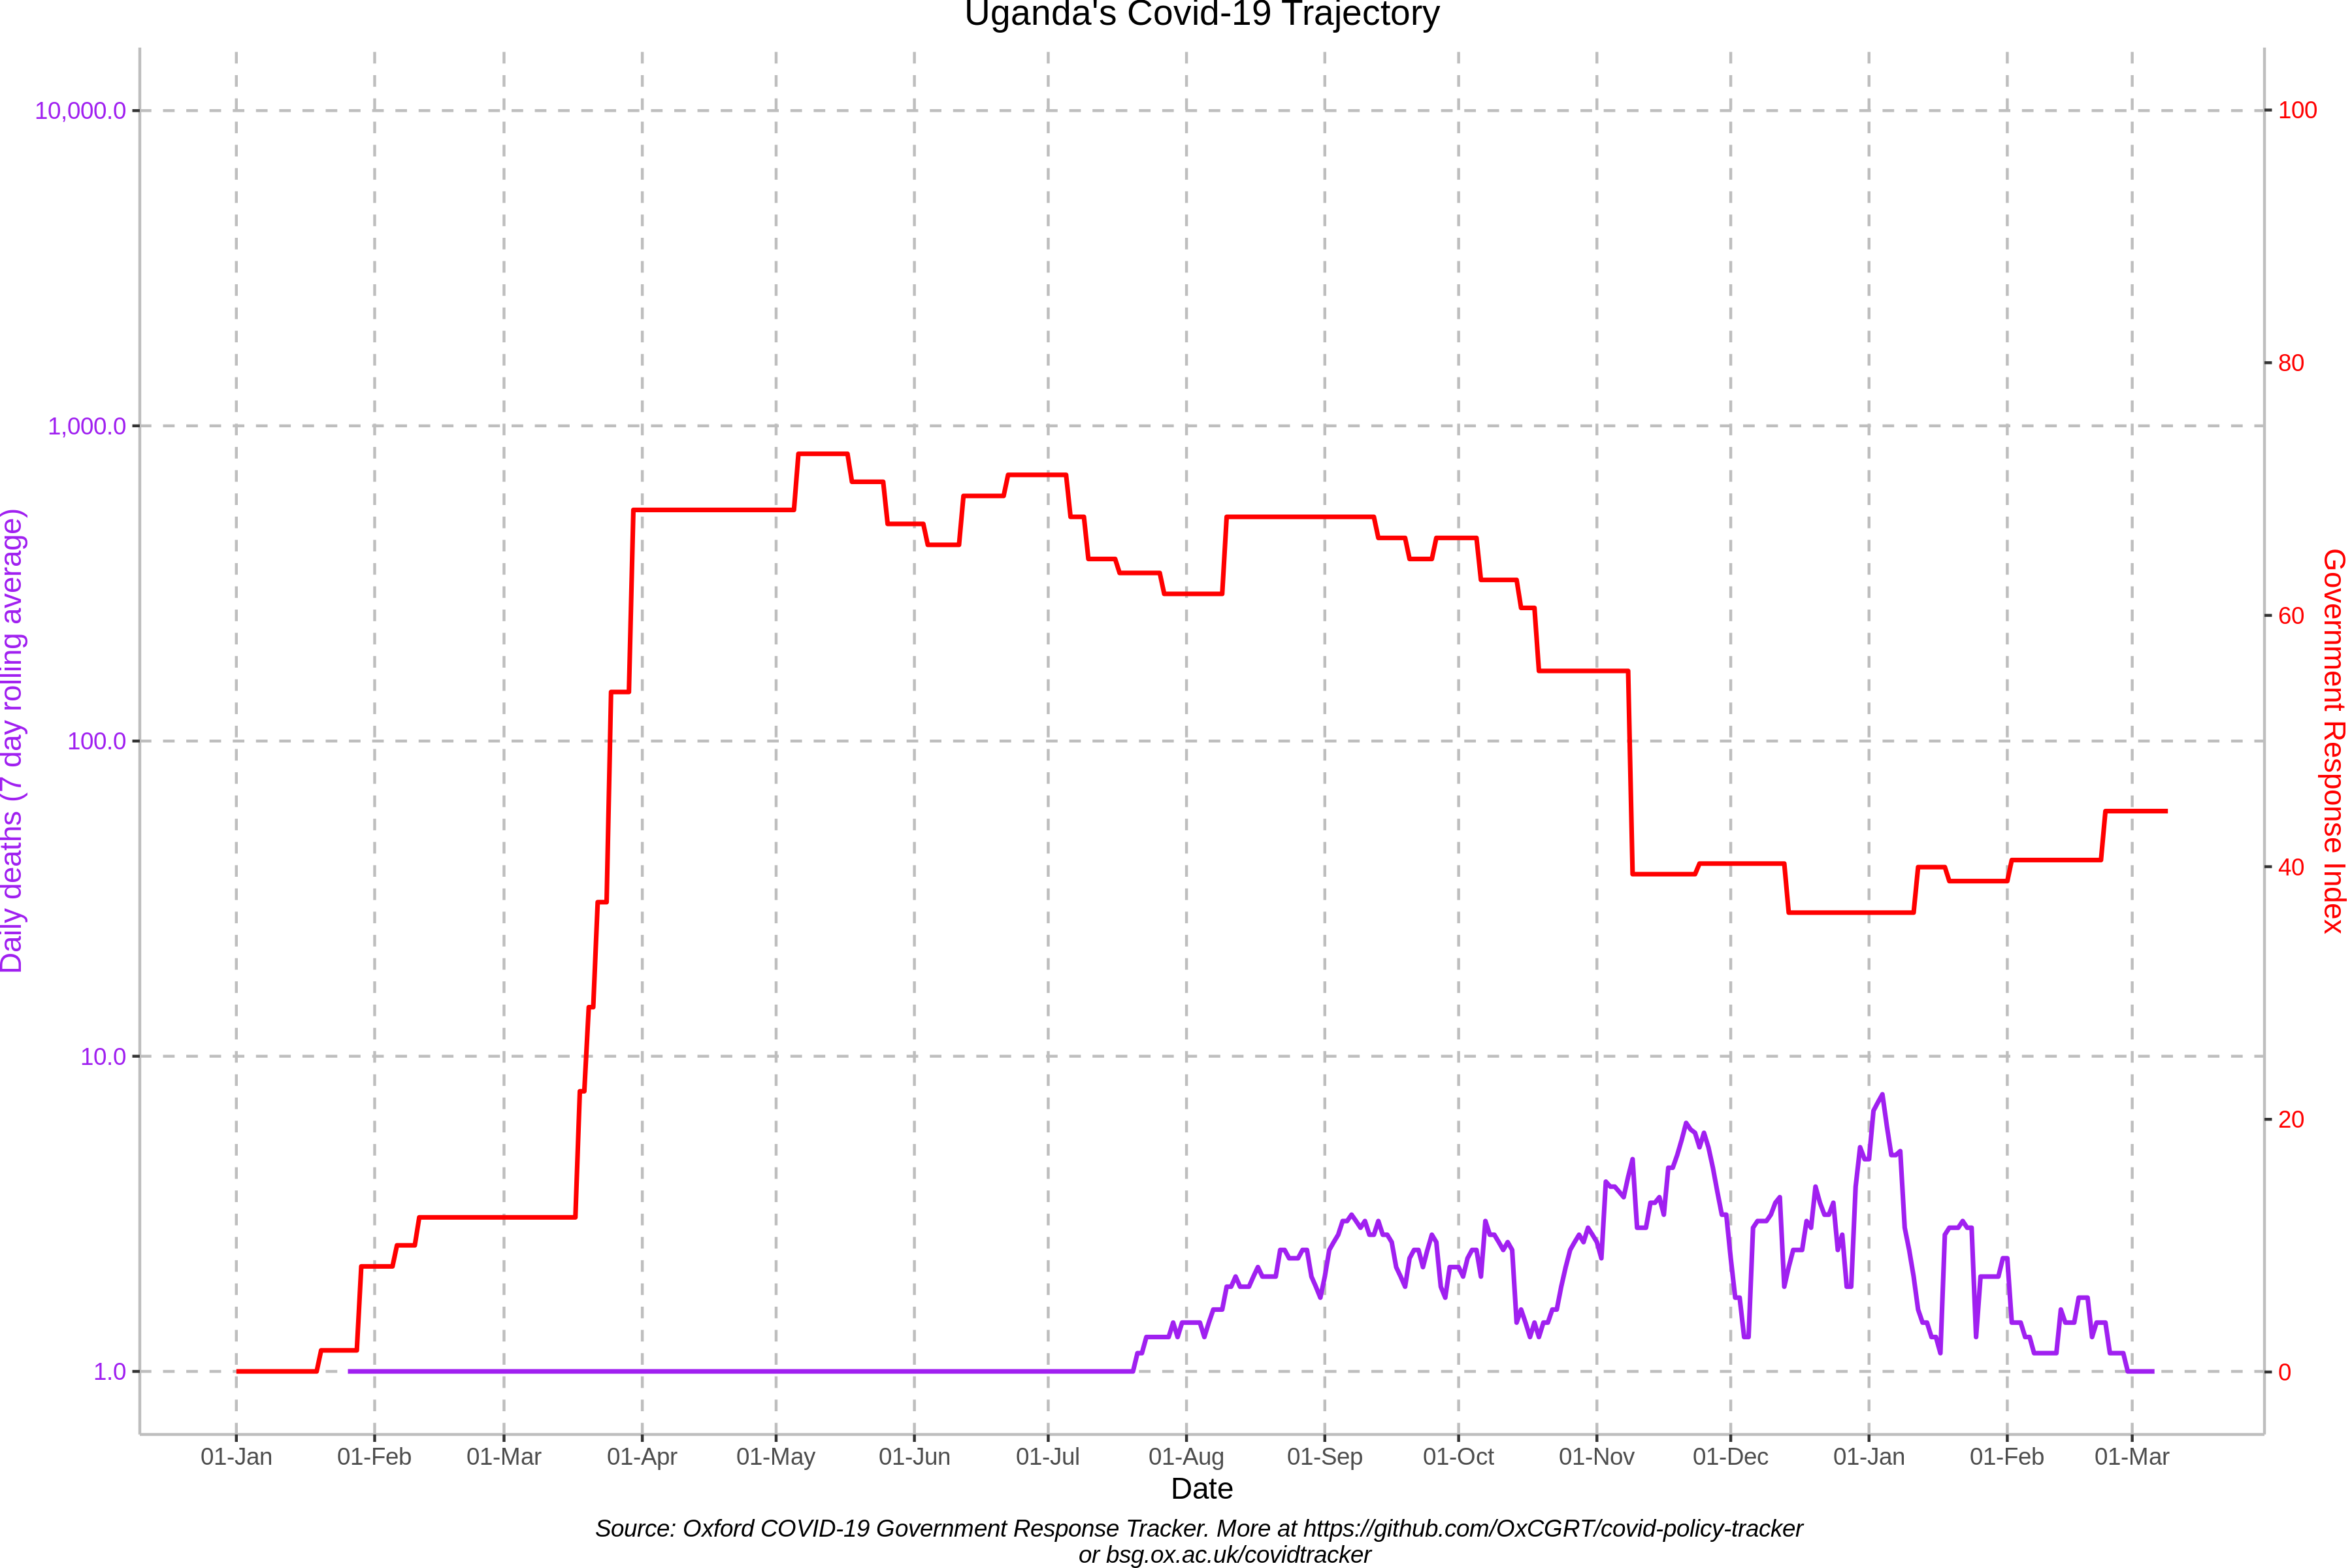 Uganda's Covid-19 Trajectory
Daily deaths (7 day rolling average)
10,000.0
1,000.0
100.0
10.0
1.0
100
80
60
40
20
0
Government Response Index
01-Jan 01-Feb 01-Mar 01-Apr 01-May 01-Jun 01-Jul 01-Aug 01-Sep 01-Oct 01-Nov 01-Dec 01-Jan 01-Feb 01-Mar
Date
Source: Oxford COVID-19 Government Response Tracker. More at https://github.com/OxCGRT/covid-policy-tracker
or bsg.ox.ac.uk/covidtracker